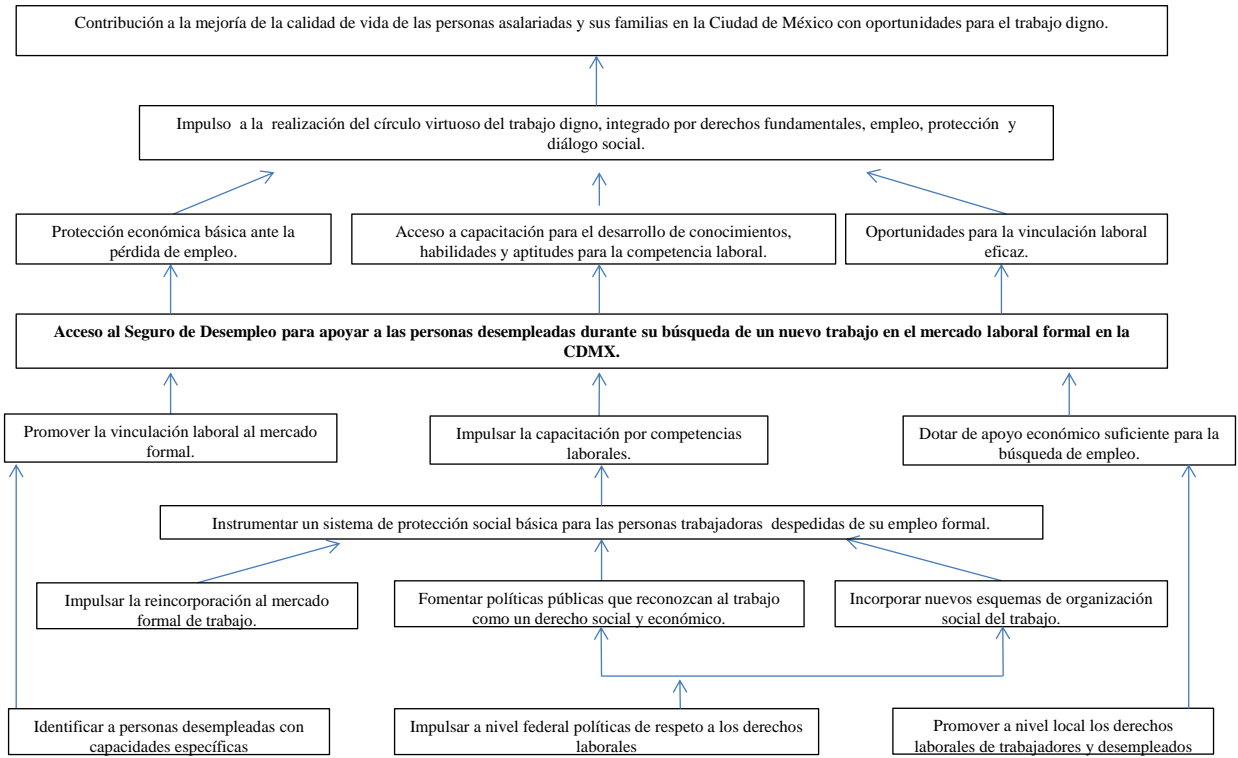 Contribución a la mejoría de la calidad de vida de las personas asalariadas y sus familias en la Ciudad de México con oportunidades para el trabajo digno.
Impulso a la realización del círculo virtuoso del trabajo digno, integrado por derechos fundamentales, empleo, protección y
diálogo social.
Protección económica básica ante la
pérdida de empleo.
Acceso a capacitación para el desarrollo de conocimientos,
habilidades y aptitudes para la competencia laboral.
Oportunidades para la vinculación laboral
eficaz.
Acceso al Seguro de Desempleo para apoyar a las personas desempleadas durante su búsqueda de un nuevo trabajo en el mercado laboral formal en la
CDMX.
Promover la vinculación laboral al mercado
formal.
Impulsar la capacitación por competencias
laborales.
Dotar de apoyo económico suficiente para la
búsqueda de empleo.
Instrumentar un sistema de protección social básica para las personas trabajadoras despedidas de su empleo formal.
Impulsar la reincorporación al mercado
formal de trabajo.
Fomentar políticas públicas que reconozcan al trabajo
como un derecho social y económico.
Incorporar nuevos esquemas de organización
social del trabajo.
Identificar a personas desempleadas con
capacidades específicas
Impulsar a nivel federal políticas de respeto a los derechos
laborales
Promover a nivel local los derechos
laborales de trabajadores y desempleados